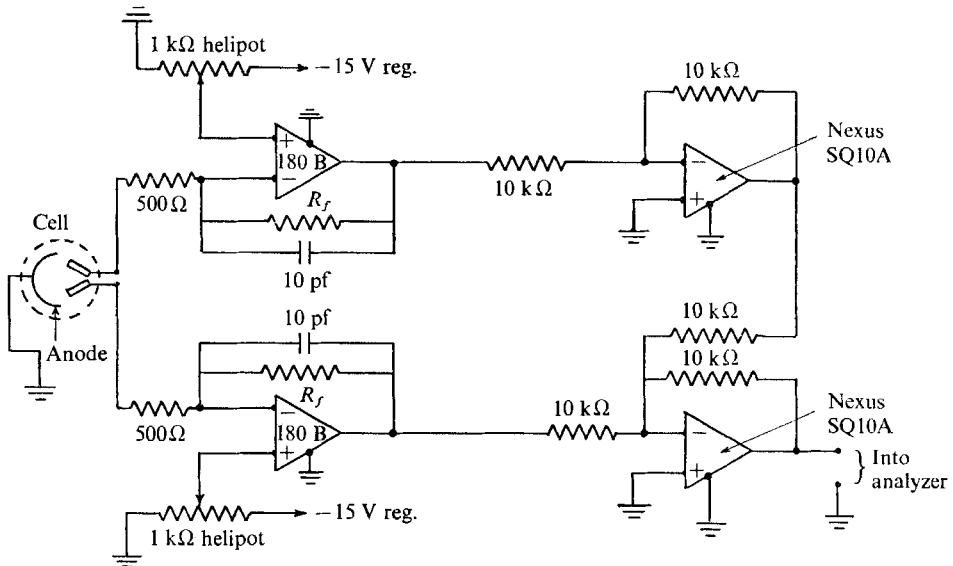 1 kΩ helipot
−15 V reg.
+
180 B
−
500Ω
R_f
10 pf
10 kΩ
10 kΩ
−
+
Nexus
SQ10A
Cell
Anode
10 pf
R_f
500Ω
−
180 B
+
−15 V reg.
1 kΩ helipot
10 kΩ
10 kΩ
10 kΩ
−
+
Nexus
SQ10A
Into
analyzer